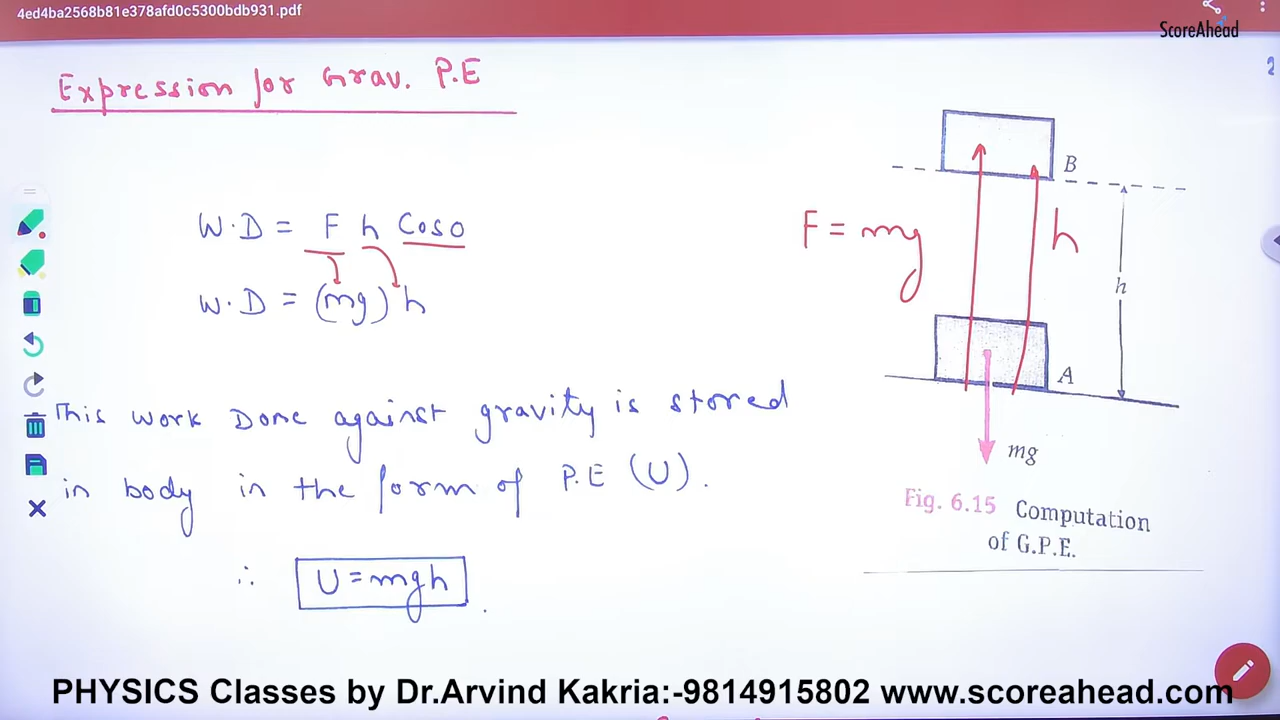 4ed4ba2568b81e378afd0c5300bdb931.pdf
ScoreAhead
2
Expression for Grav. P.E
W.D = F h Cos0
W.D = (mg) h
This work Done against gravity is stored
in body in the form of P.E (U).
∴ U = mgh.
B
F = mg
h
h
A
mg
Fig. 6.15 Computation
of G.P.E.
PHYSICS Classes by Dr.Arvind Kakria:-9814915802 www.scoreahead.com